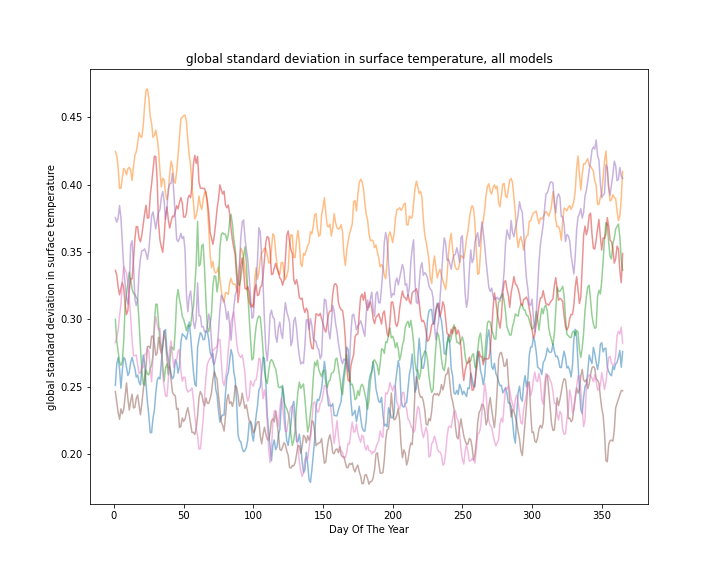 global standard deviation in surface temperature, all models
global standard deviation in surface temperature
0.45
0.40
0.35
0.30
0.25
0.20
0 50 100 150 200 250 300 350
Day Of The Year